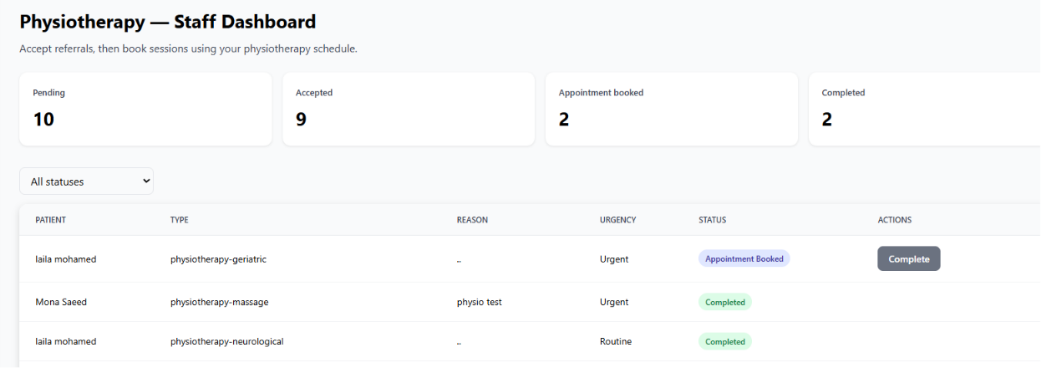 Physiotherapy — Staff Dashboard
Accept referrals, then book sessions using your physiotherapy schedule.
Pending Accepted Appointment booked Completed
10 9 2 2
All statuses
PATIENT TYPE REASON URGENCY STATUS ACTIONS
laila mohamed physiotherapy-geriatric .. Urgent Appointment Booked Complete
Mona Saeed physiotherapy-massage physio test Urgent Completed
laila mohamed physiotherapy-neurological .. Routine Completed